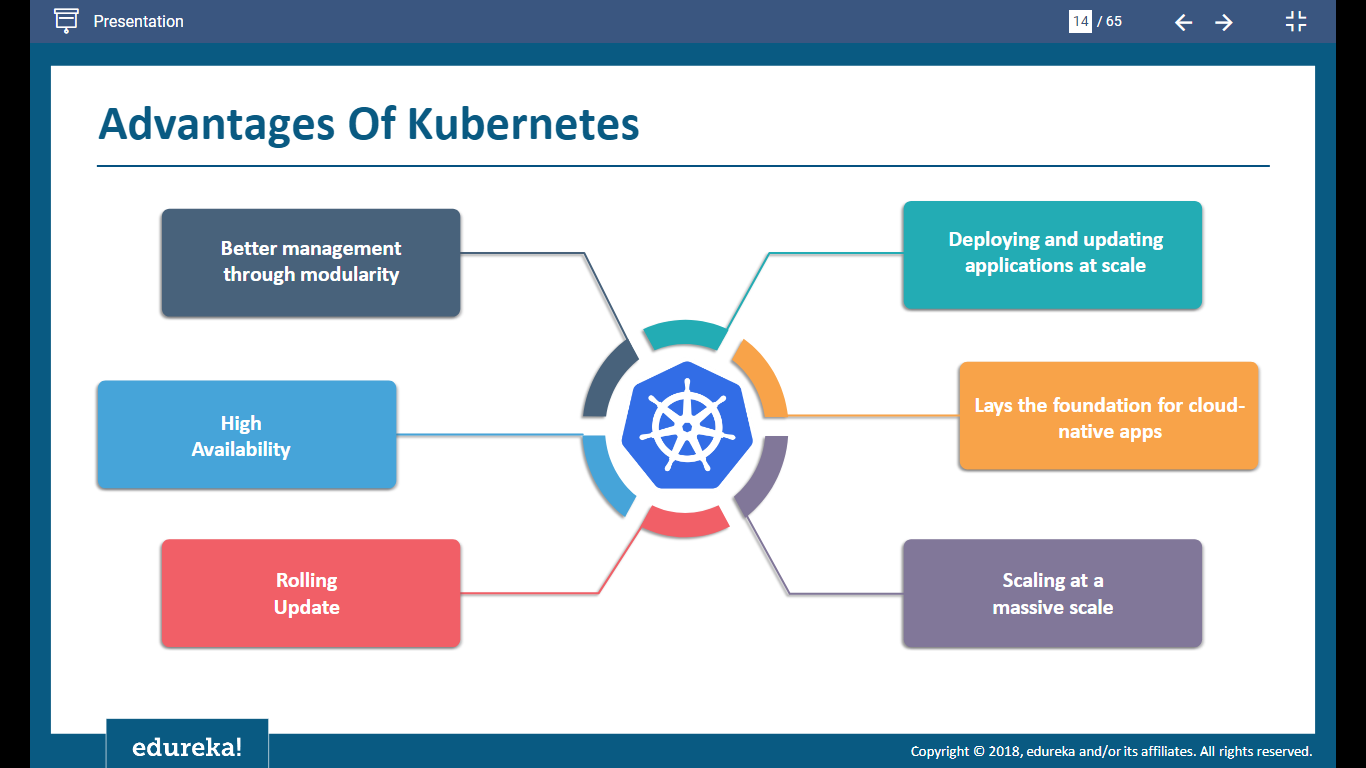 Presentation
14 / 65
Advantages Of Kubernetes
Better management
through modularity
Deploying and updating
applications at scale
High
Availability
Lays the foundation for cloud-
native apps
Rolling
Update
Scaling at a
massive scale
edureka!
Copyright © 2018, edureka and/or its affiliates. All rights reserved.